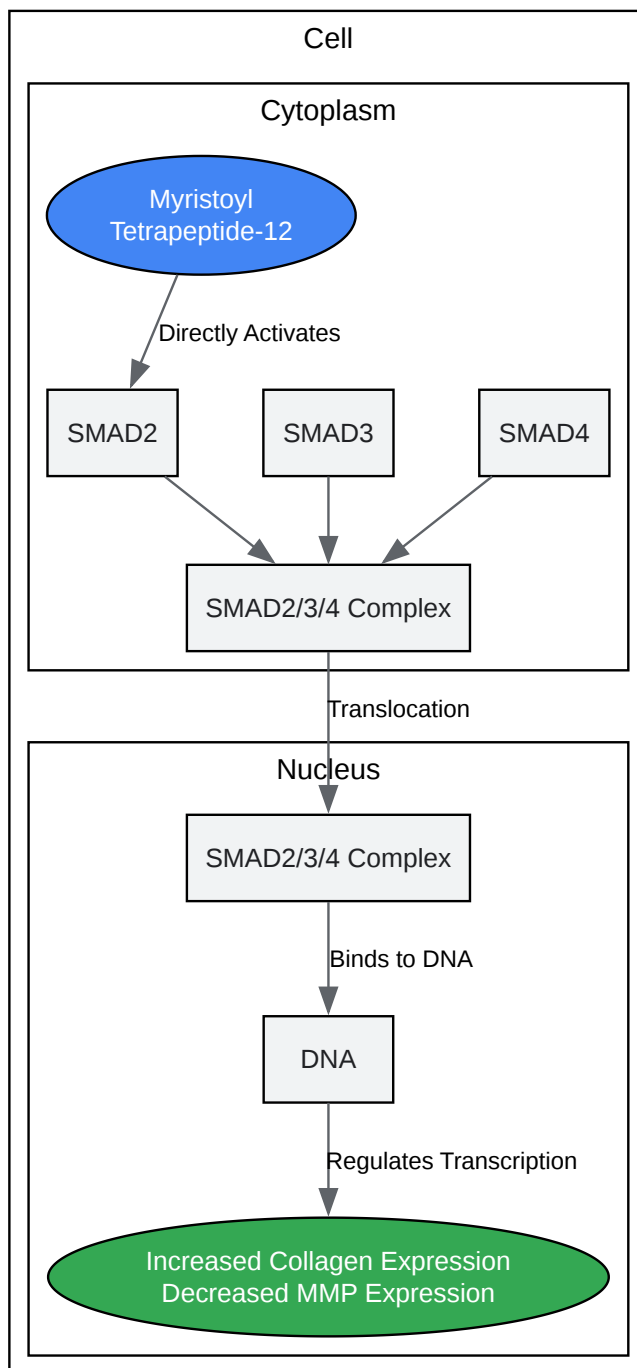 Cell
Cytoplasm
Myristoyl
Tetrapeptide-12
Directly Activates
SMAD2
SMAD3
SMAD4
SMAD2/3/4 Complex
Translocation
Nucleus
SMAD2/3/4 Complex
Binds to DNA
DNA
Regulates Transcription
Increased Collagen Expression
Decreased MMP Expression